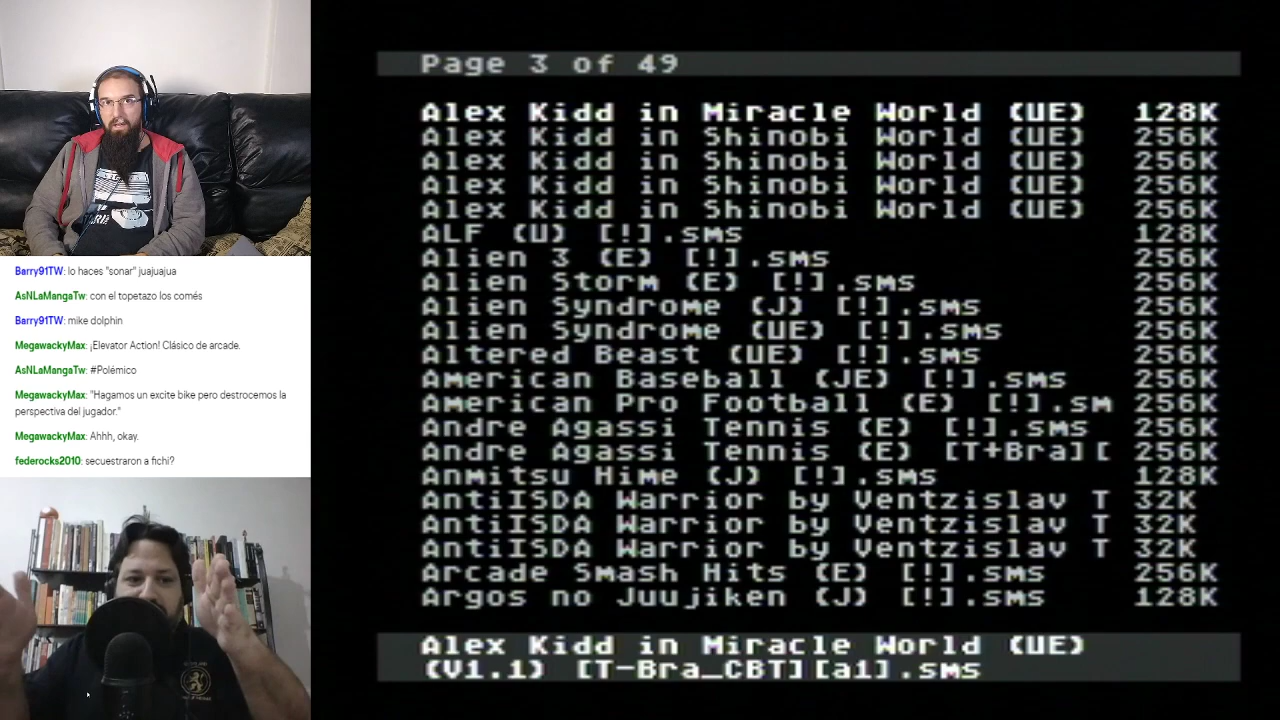 Barry91TW: lo haces "sonar" juajuajua
AsNLaMangaTw: con el topetazo los comés
Barry91TW: mike dolphin
MegawackyMax: ¡Elevator Action! Clásico de arcade.
AsNLaMangaTw: #Polémico
MegawackyMax: "Hagamos un excite bike pero destrocemos la
perspectiva del jugador."
MegawackyMax: Ahhh, okay.
federocks2010: secuestraron a fichi?
Page 3 of 49
Alex Kidd in Miracle World (UE) 128K
Alex Kidd in Shinobi World (UE) 256K
Alex Kidd in Shinobi World (UE) 256K
Alex Kidd in Shinobi World (UE) 256K
Alex Kidd in Shinobi World (UE) 256K
ALF (U) [!].sms 128K
Alien 3 (E) [!].sms 256K
Alien Storm (E) [!].sms 256K
Alien Syndrome (J) [!].sms 256K
Alien Syndrome (UE) [!].sms 256K
Altered Beast (UE) [!].sms 256K
American Baseball (JE) [!].sms 256K
American Pro Football (E) [!].sm 256K
Andre Agassi Tennis (E) [!].sms 256K
Andre Agassi Tennis (E) [T+Bra][ 256K
Anmitsu Hime (J) [!].sms 128K
AntiISDA Warrior by Ventzislav T 32K
AntiISDA Warrior by Ventzislav T 32K
AntiISDA Warrior by Ventzislav T 32K
Arcade Smash Hits (E) [!].sms 256K
Argos no Juujiken (J) [!].sms 128K
Alex Kidd in Miracle World (UE)
(V1.1) [T-Bra_CBT][a1].sms